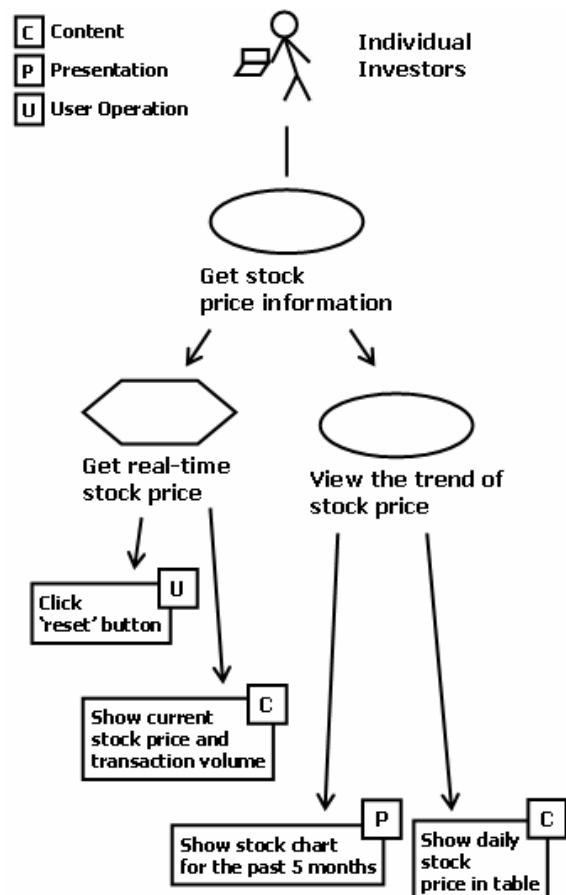 C Content
P Presentation
U User Operation
Individual
Investors
Get stock
price information
Get real-time
stock price
View the trend of
stock price
U
Click
'reset' button
C
Show current
stock price and
transaction volume
P
Show stock chart
for the past 5 months
C
Show daily
stock
price in table